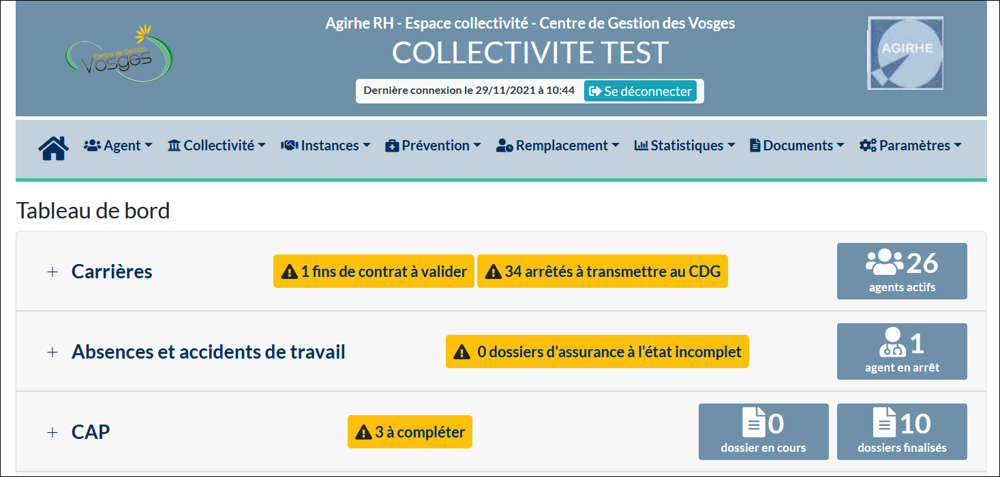 Agirhe RH - Espace collectivité - Centre de Gestion des Vosges
Centre de Gestion
Vosges
COLLECTIVITE TEST
AGIRHE
Dernière connexion le 29/11/2021 à 10:44 Se déconnecter
Agent Collectivité Instances Prévention Remplacement Statistiques Documents Paramètres
Tableau de bord
+ Carrières 1 fins de contrat à valider 34 arrêtés à transmettre au CDG 26
agents actifs
+ Absences et accidents de travail 0 dossiers d'assurance à l'état incomplet 1
agent en arrêt
+ CAP 3 à compléter 0 10
dossier en cours dossiers finalisés